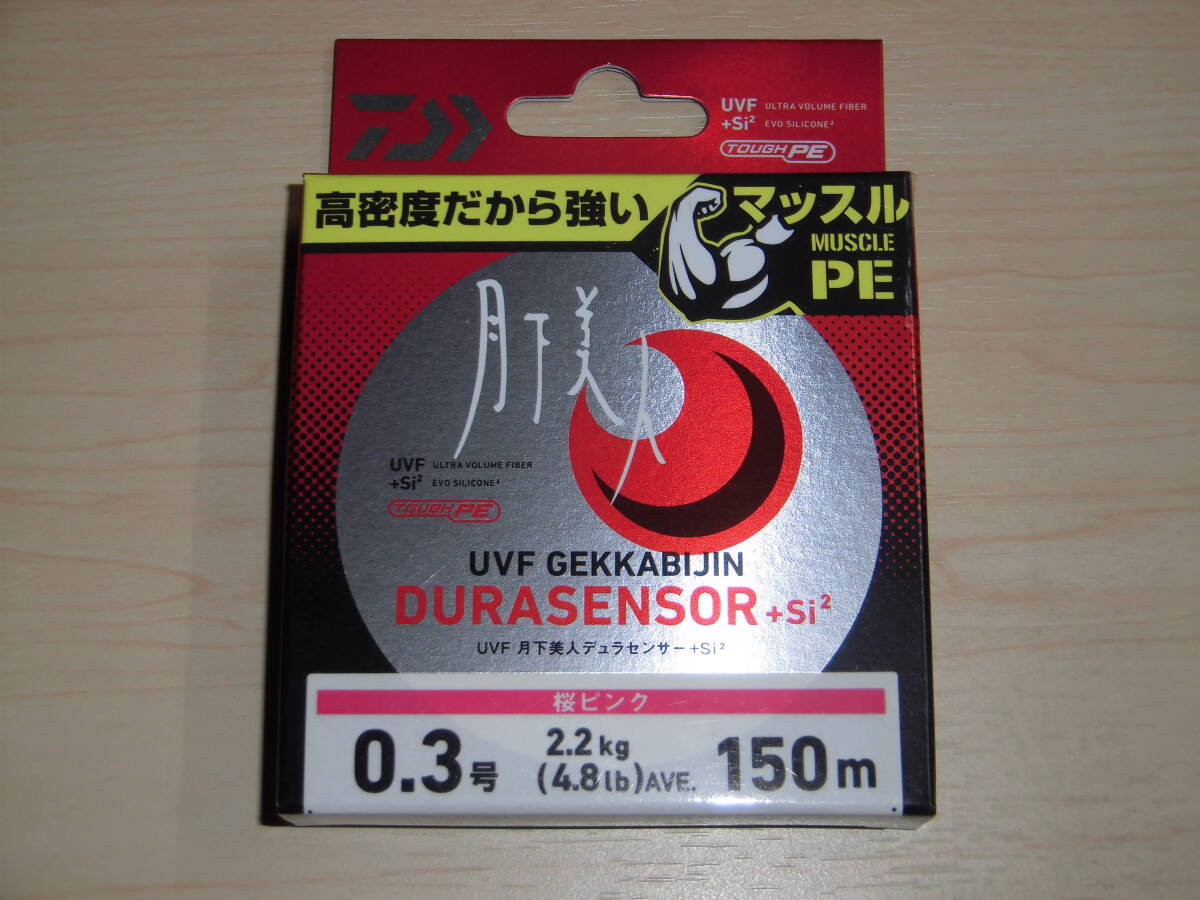 UVF ULTRA VOLUME FIBER
+Si² EVO SILICONE²
TOUGH PE
高密度だから強い
マッスル
MUSCLE
PE
月下美人
UVF ULTRA VOLUME FIBER
+Si² EVO SILICONE²
TOUGH PE
UVF GEKKABIJIN
DURASENSOR +Si²
UVF 月下美人デュラセンサー+Si²
桜ピンク
0.3号 2.2kg (4.8lb)AVE. 150m